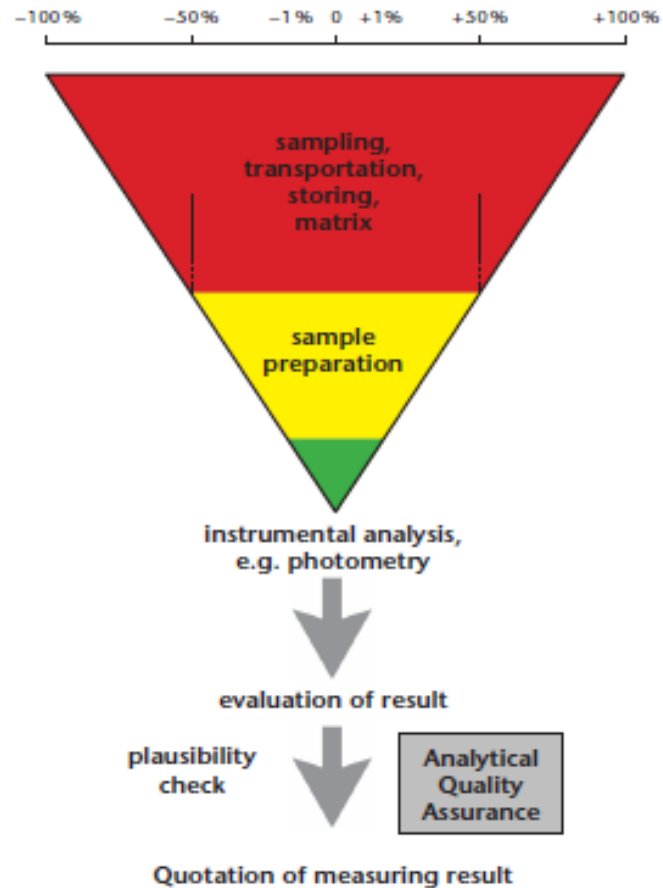 −100% −50% −1% 0 +1% +50% +100%
sampling,
transportation,
storing,
matrix
sample
preparation
instrumental analysis,
e.g. photometry
evaluation of result
plausibility
check
Analytical
Quality
Assurance
Quotation of measuring result